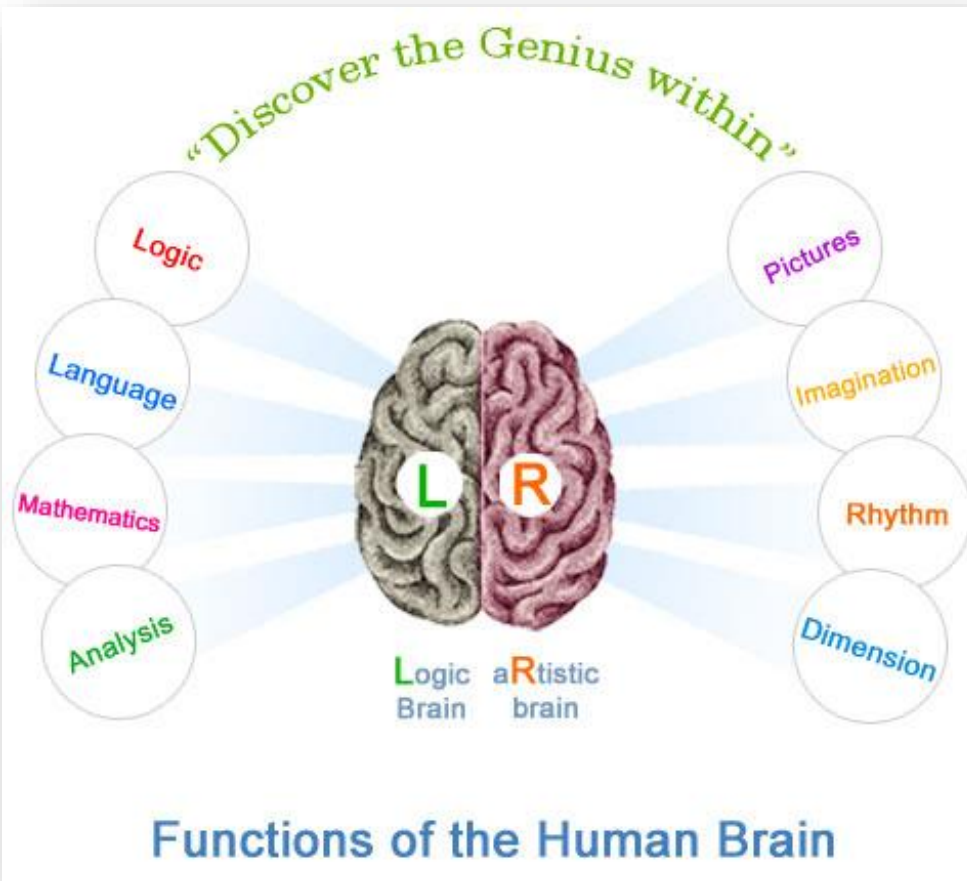 “Discover the Genius within”
Logic
Language
Mathematics
Analysis
Pictures
Imagination
Rhythm
Dimension
L
R
Logic
Brain
aRtistic
brain
Functions of the Human Brain